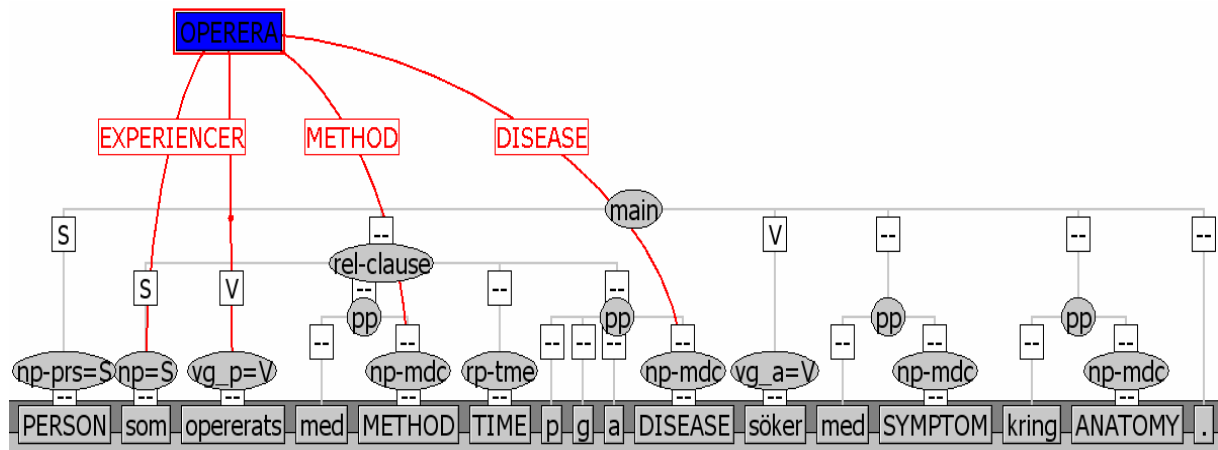 OPERERA
EXPERIENCER METHOD DISEASE
main
S -- V -- -- --
rel-clause
S V -- -- --
pp pp pp pp
-- -- -- -- -- -- -- -- -- --
np-prs=S np=S vg_p=V np-mdc rp-tme np-mdc vg_a=V np-mdc np-mdc
-- -- -- -- -- -- -- -- --
PERSON som opererats med METHOD TIME p g a DISEASE söker med SYMPTOM kring ANATOMY .